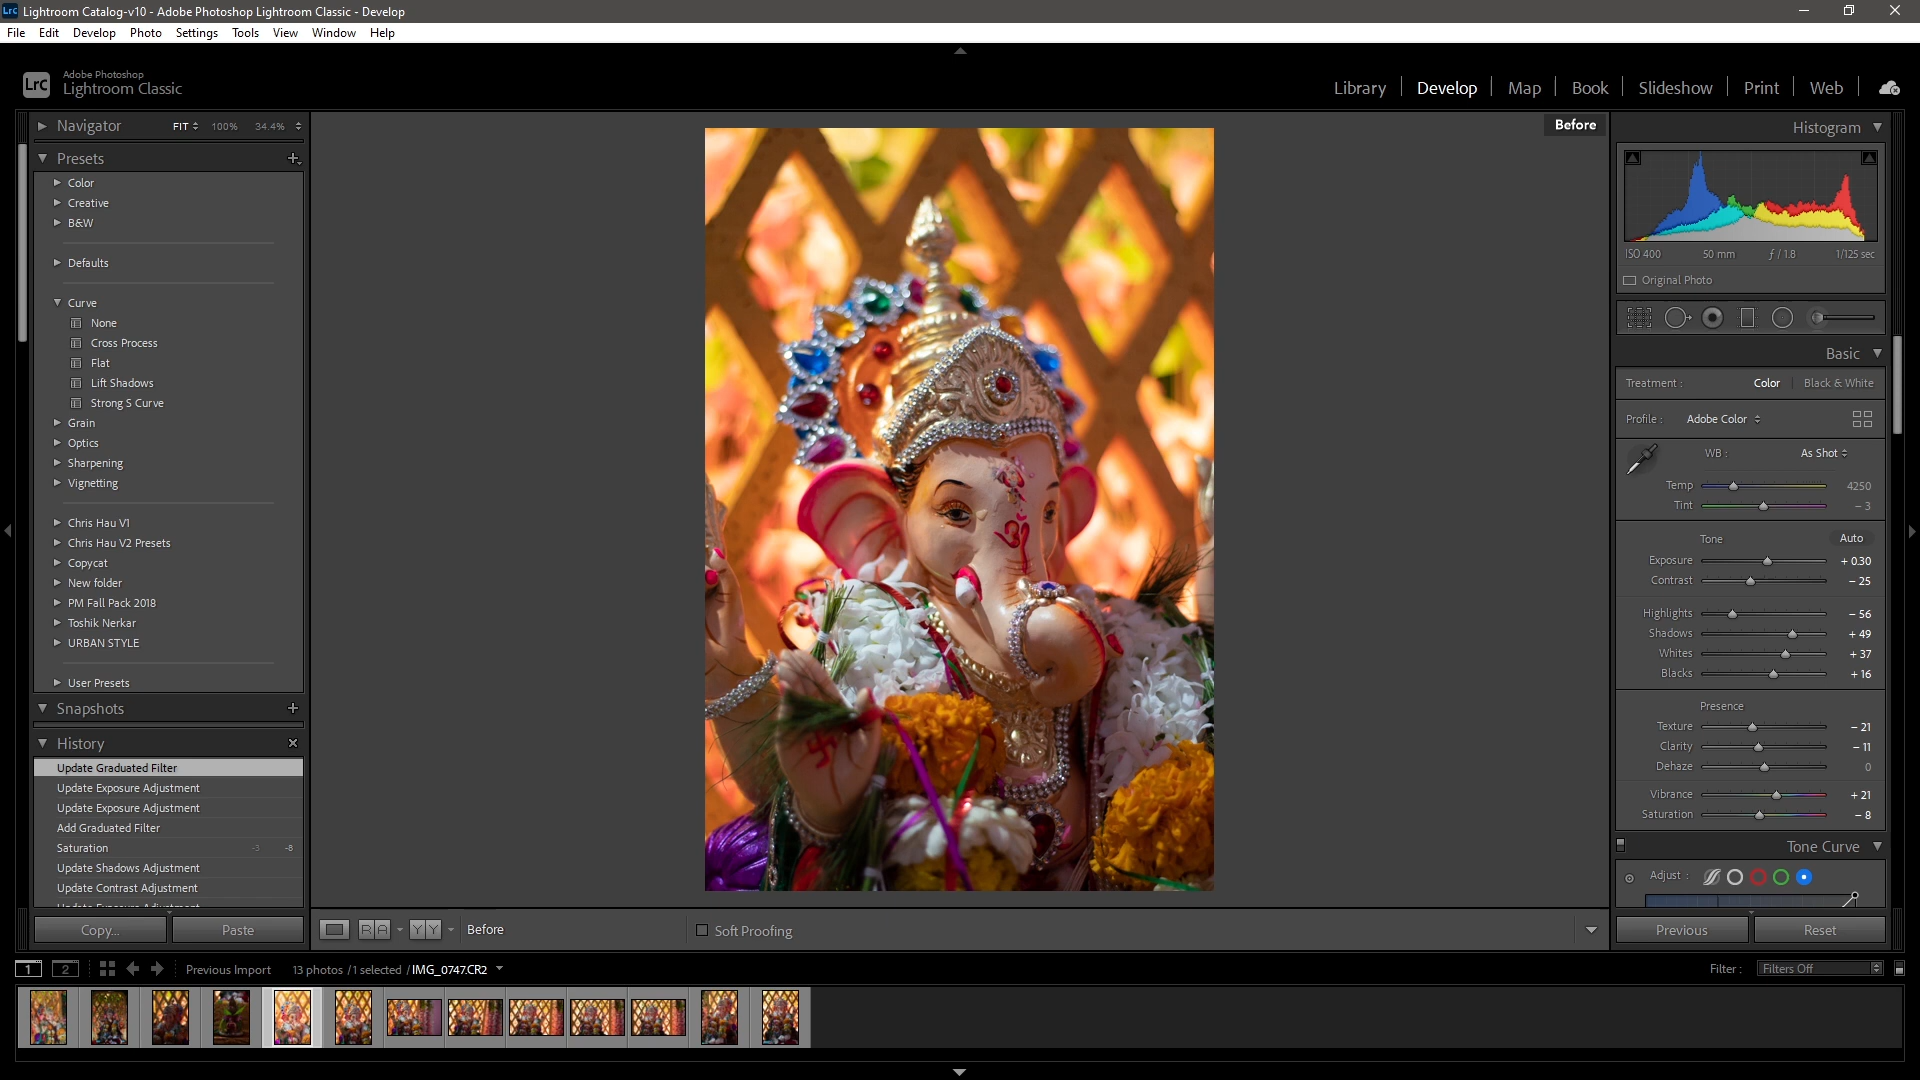 Lightroom Catalog-v10 - Adobe Photoshop Lightroom Classic - Develop
File Edit Develop Photo Settings Tools View Window Help
LrC
Adobe Photoshop
Lightroom Classic
Library Develop Map Book Slideshow Print Web
Navigator FIT 100% 34.4%
Presets
Color
Creative
B&W
Defaults
Curve
None
Cross Process
Flat
Lift Shadows
Strong S Curve
Grain
Optics
Sharpening
Vignetting
Chris Hau V1
Chris Hau V2 Presets
Copycat
New folder
PM Fall Pack 2018
Toshik Nerkar
URBAN STYLE
User Presets
Snapshots
History
Update Graduated Filter
Update Exposure Adjustment
Update Exposure Adjustment
Add Graduated Filter
Saturation -3 -8
Update Shadows Adjustment
Update Contrast Adjustment
Update Exposure Adjustment
Copy... Paste
Before
ॐ
R A Y Y Before Soft Proofing
Histogram
ISO 400 50 mm ƒ / 1.8 1/125 sec
Original Photo
Basic
Treatment : Color Black & White
Profile : Adobe Color
WB : As Shot
Temp 4250
Tint – 3
Tone Auto
Exposure + 0.30
Contrast – 25
Highlights – 56
Shadows + 49
Whites + 37
Blacks + 16
Presence
Texture – 21
Clarity – 11
Dehaze 0
Vibrance + 21
Saturation – 8
Tone Curve
Adjust :
Previous Reset
1 2 Previous Import 13 photos / 1 selected / IMG_0747.CR2 Filter : Filters Off